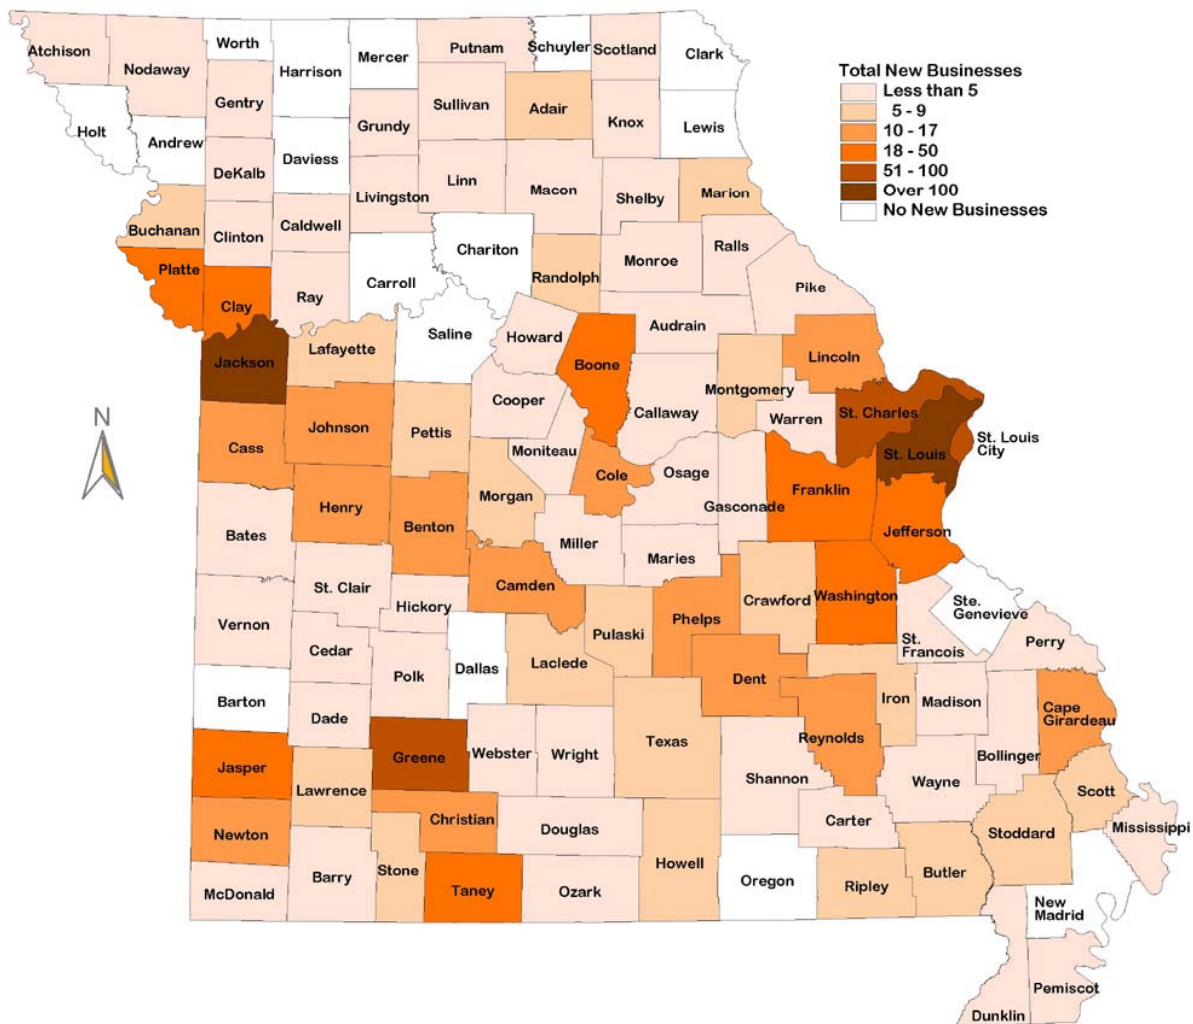 Worth
Putnam
Schuyler
Scotland
Clark
Atchison
Nodaway
Harrison
Mercer
Total New Businesses
Less than 5
5 - 9
10 - 17
18 - 50
51 - 100
Over 100
No New Businesses
Gentry
Sullivan
Adair
Holt
Andrew
Grundy
Knox
Lewis
DeKalb
Daviess
Livingston
Linn
Macon
Shelby
Marion
Buchanan
Clinton
Caldwell
Chariton
Platte
Clay
Ray
Carroll
Randolph
Monroe
Ralls
Pike
Saline
Howard
Audrain
Jackson
Lafayette
Boone
Lincoln
Cooper
Callaway
Montgomery
Warren
St. Charles
N
Cass
Johnson
Pettis
Moniteau
St. Louis
City
St. Louis
Cole
Osage
Franklin
Henry
Benton
Morgan
Gasconade
Bates
Miller
Maries
Jefferson
St. Clair
Camden
Crawford
Washington
Hickory
Ste.
Genevieve
Vernon
Pulaski
Phelps
St.
Francois
Perry
Cedar
Polk
Dallas
Laclede
Dent
Barton
Dade
Iron
Madison
Cape
Girardeau
Jasper
Greene
Webster
Wright
Texas
Reynolds
Bollinger
Shannon
Wayne
Lawrence
Scott
Newton
Christian
Douglas
Carter
Stoddard
Mississippi
McDonald
Barry
Stone
Taney
Ozark
Howell
Oregon
Ripley
Butler
New
Madrid
Pemiscot
Dunklin